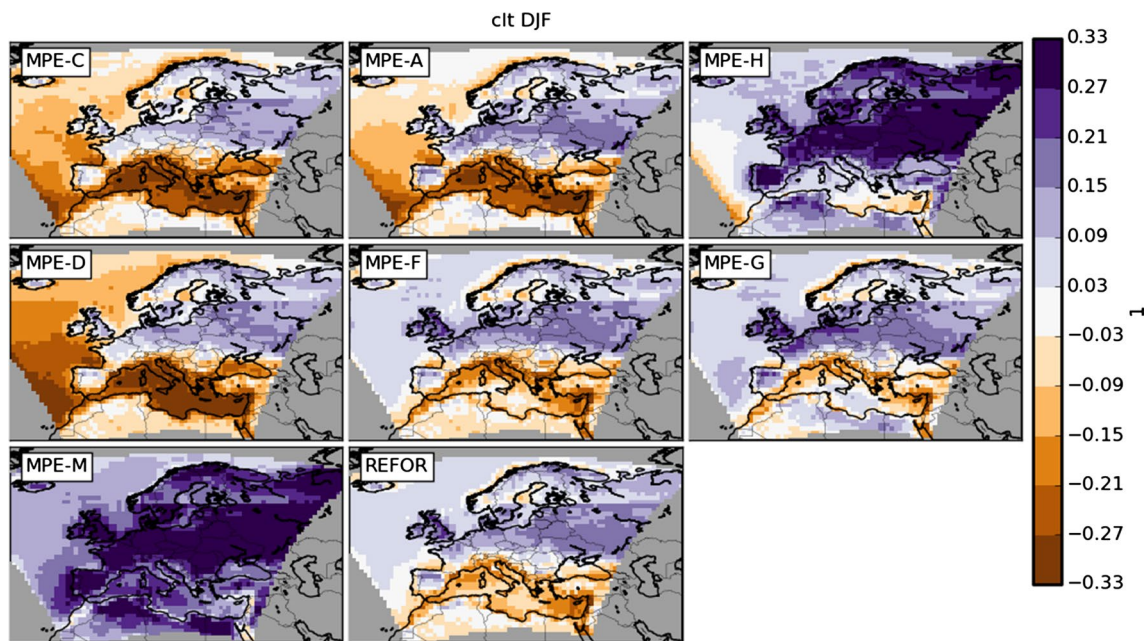 clt DJF
MPE-C
MPE-A
MPE-H
MPE-D
MPE-F
MPE-G
MPE-M
REFOR
0.33
0.27
0.21
0.15
0.09
0.03
−0.03
−0.09
−0.15
−0.21
−0.27
−0.33
1